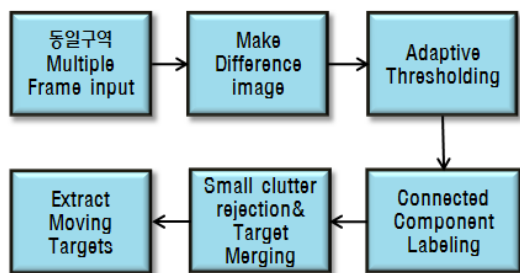 동일구역
Multiple
Frame input
Make
Difference
image
Adaptive
Thresholding
Connected
Component
Labeling
Small clutter
rejection&
Target
Merging
Extract
Moving
Targets